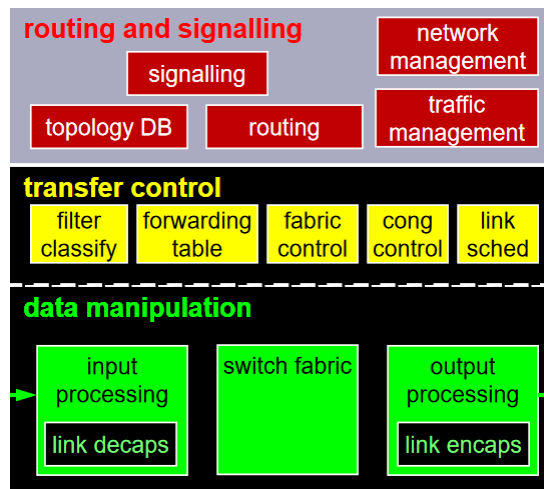 routing and signalling
network
management
signalling
topology DB
routing
traffic
management
transfer control
filter
classify
forwarding
table
fabric
control
cong
control
link
sched
data manipulation
input
processing
link decaps
switch fabric
output
processing
link encaps